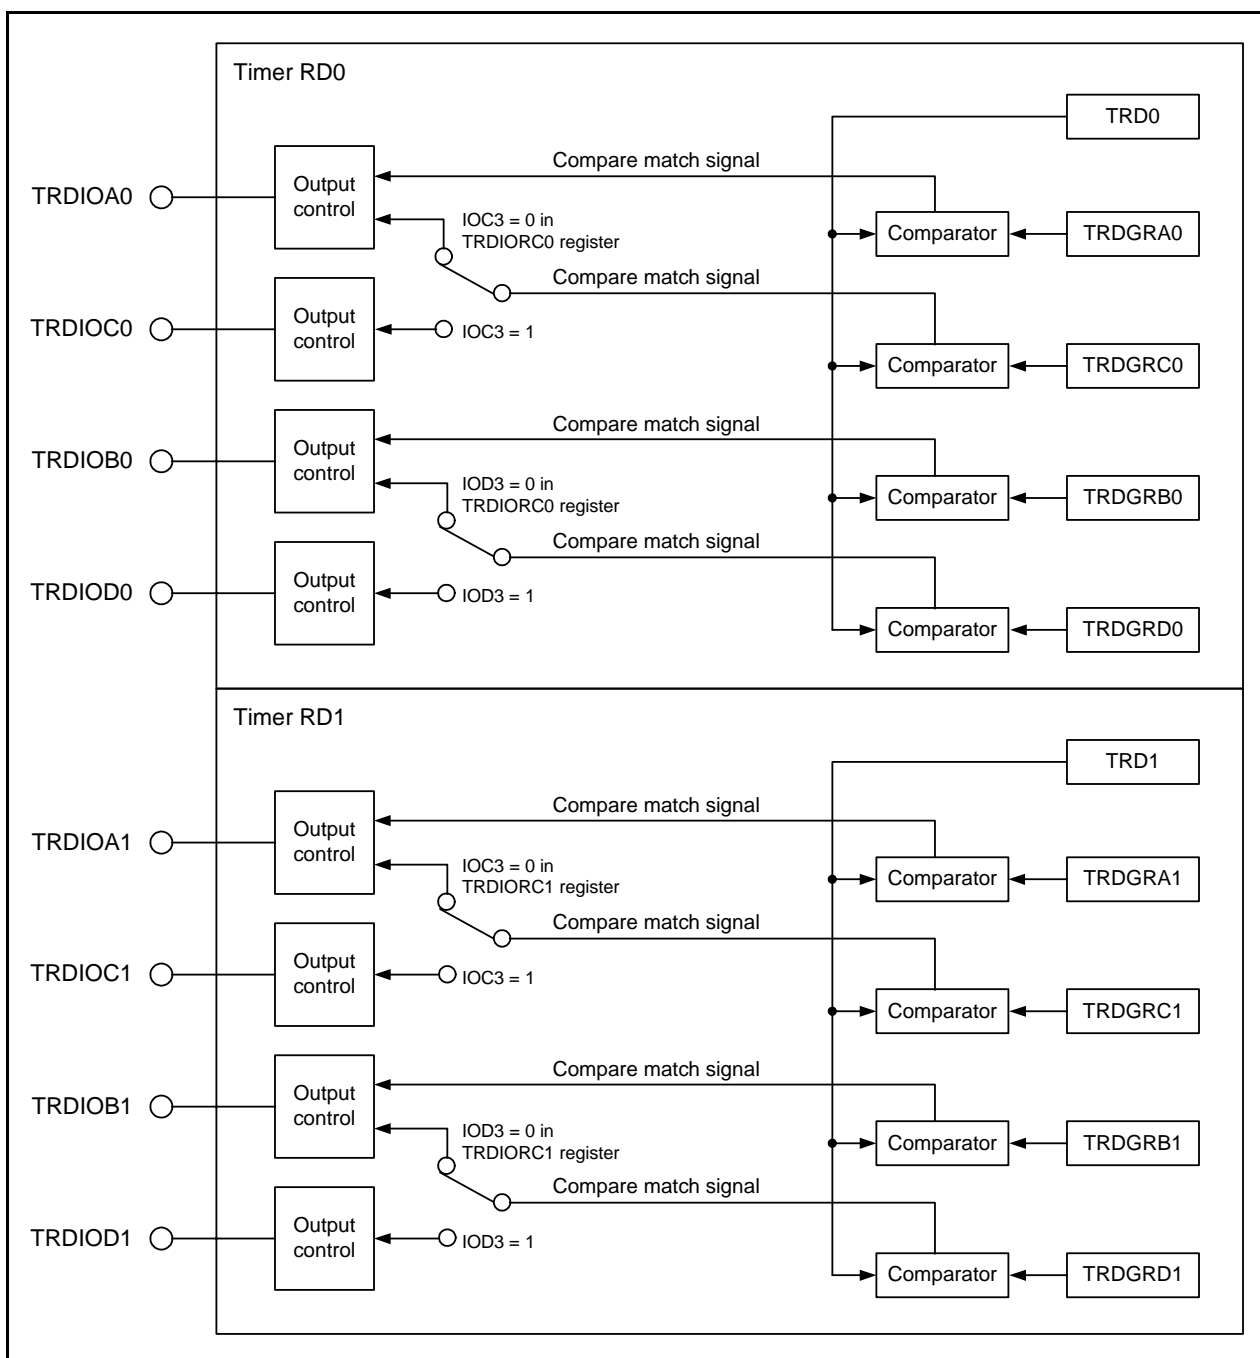 Timer RD0
TRD0
Compare match signal
TRDIOA0
Output
control
IOC3 = 0 in
TRDIORC0 register
Comparator
TRDGRA0
Compare match signal
TRDIOC0
Output
control
IOC3 = 1
Comparator
TRDGRC0
Compare match signal
TRDIOB0
Output
control
IOD3 = 0 in
TRDIORC0 register
Comparator
TRDGRB0
Compare match signal
TRDIOD0
Output
control
IOD3 = 1
Comparator
TRDGRD0
Timer RD1
TRD1
Compare match signal
TRDIOA1
Output
control
IOC3 = 0 in
TRDIORC1 register
Comparator
TRDGRA1
Compare match signal
TRDIOC1
Output
control
IOC3 = 1
Comparator
TRDGRC1
Compare match signal
TRDIOB1
Output
control
IOD3 = 0 in
TRDIORC1 register
Comparator
TRDGRB1
Compare match signal
TRDIOD1
Output
control
IOD3 = 1
Comparator
TRDGRD1